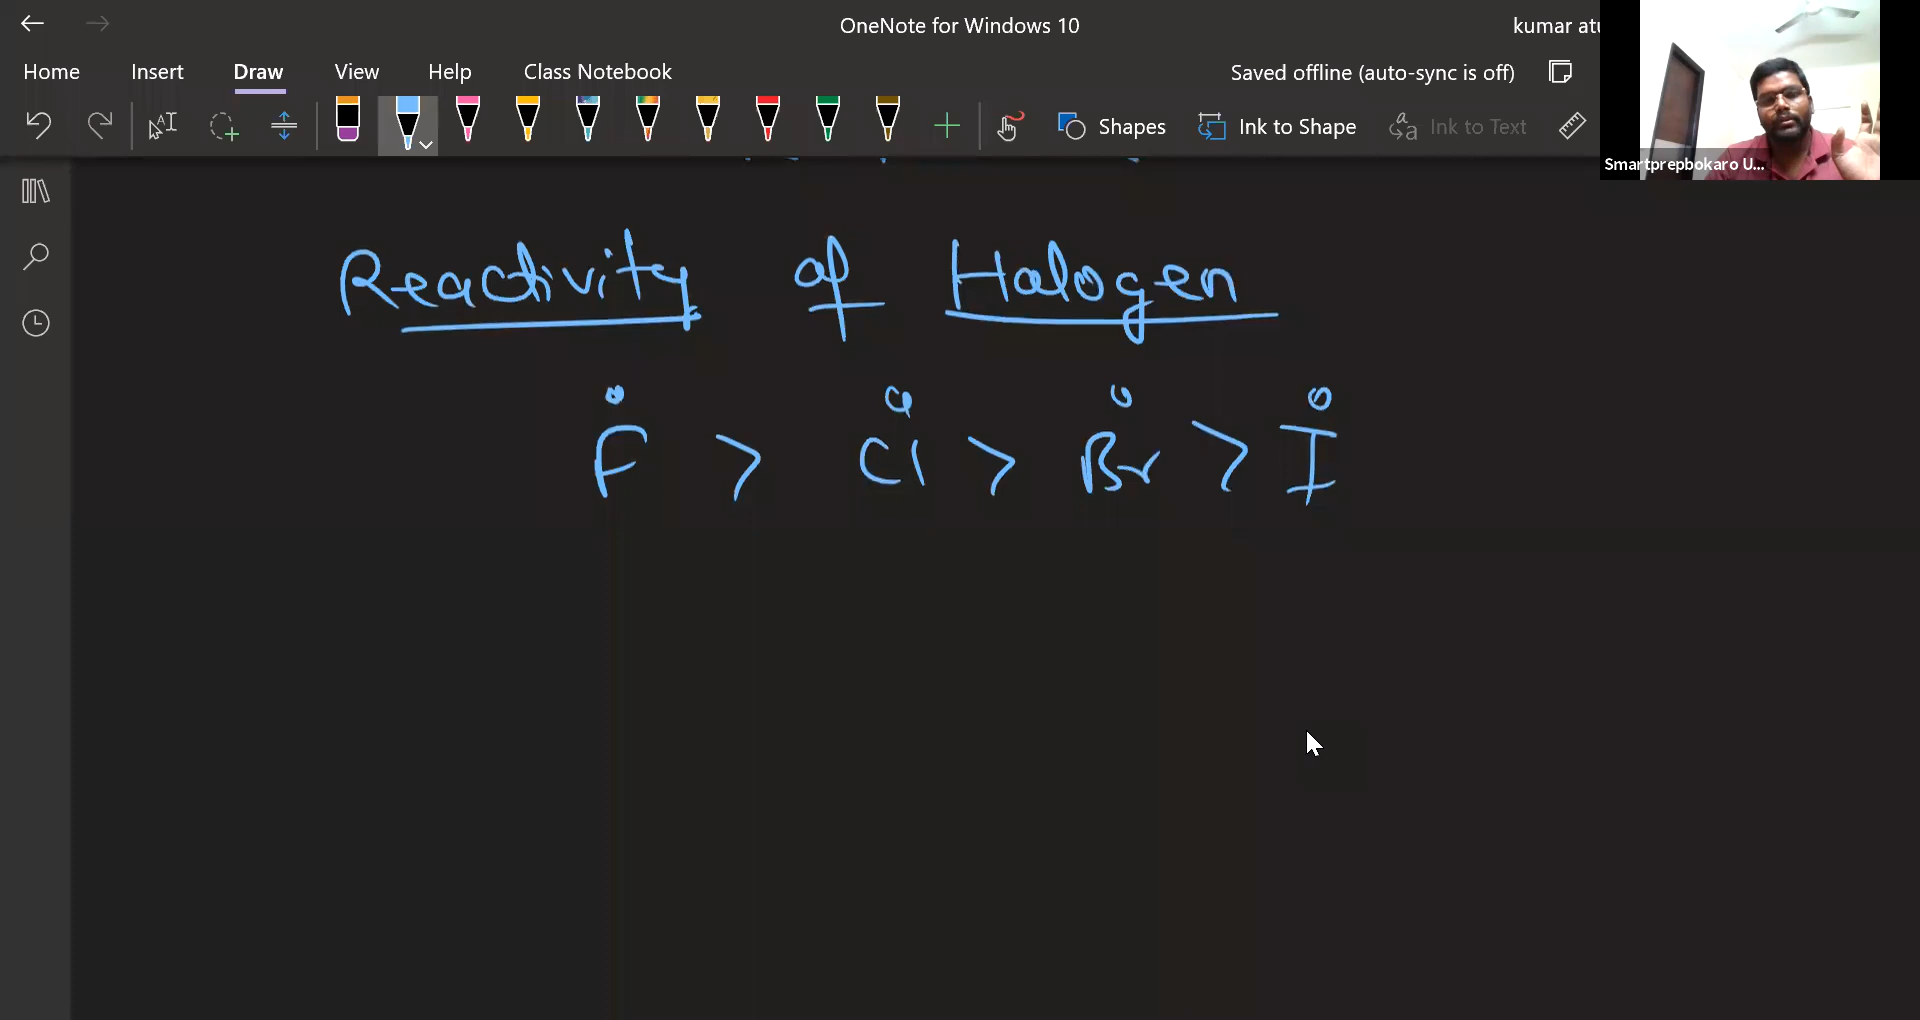 OneNote for Windows 10
kumar atu
Home Insert Draw View Help Class Notebook
Saved offline (auto-sync is off)
Shapes Ink to Shape Ink to Text
Smartprepbokaro U...
Reactivity of Halogen
F > Cl > Br > I